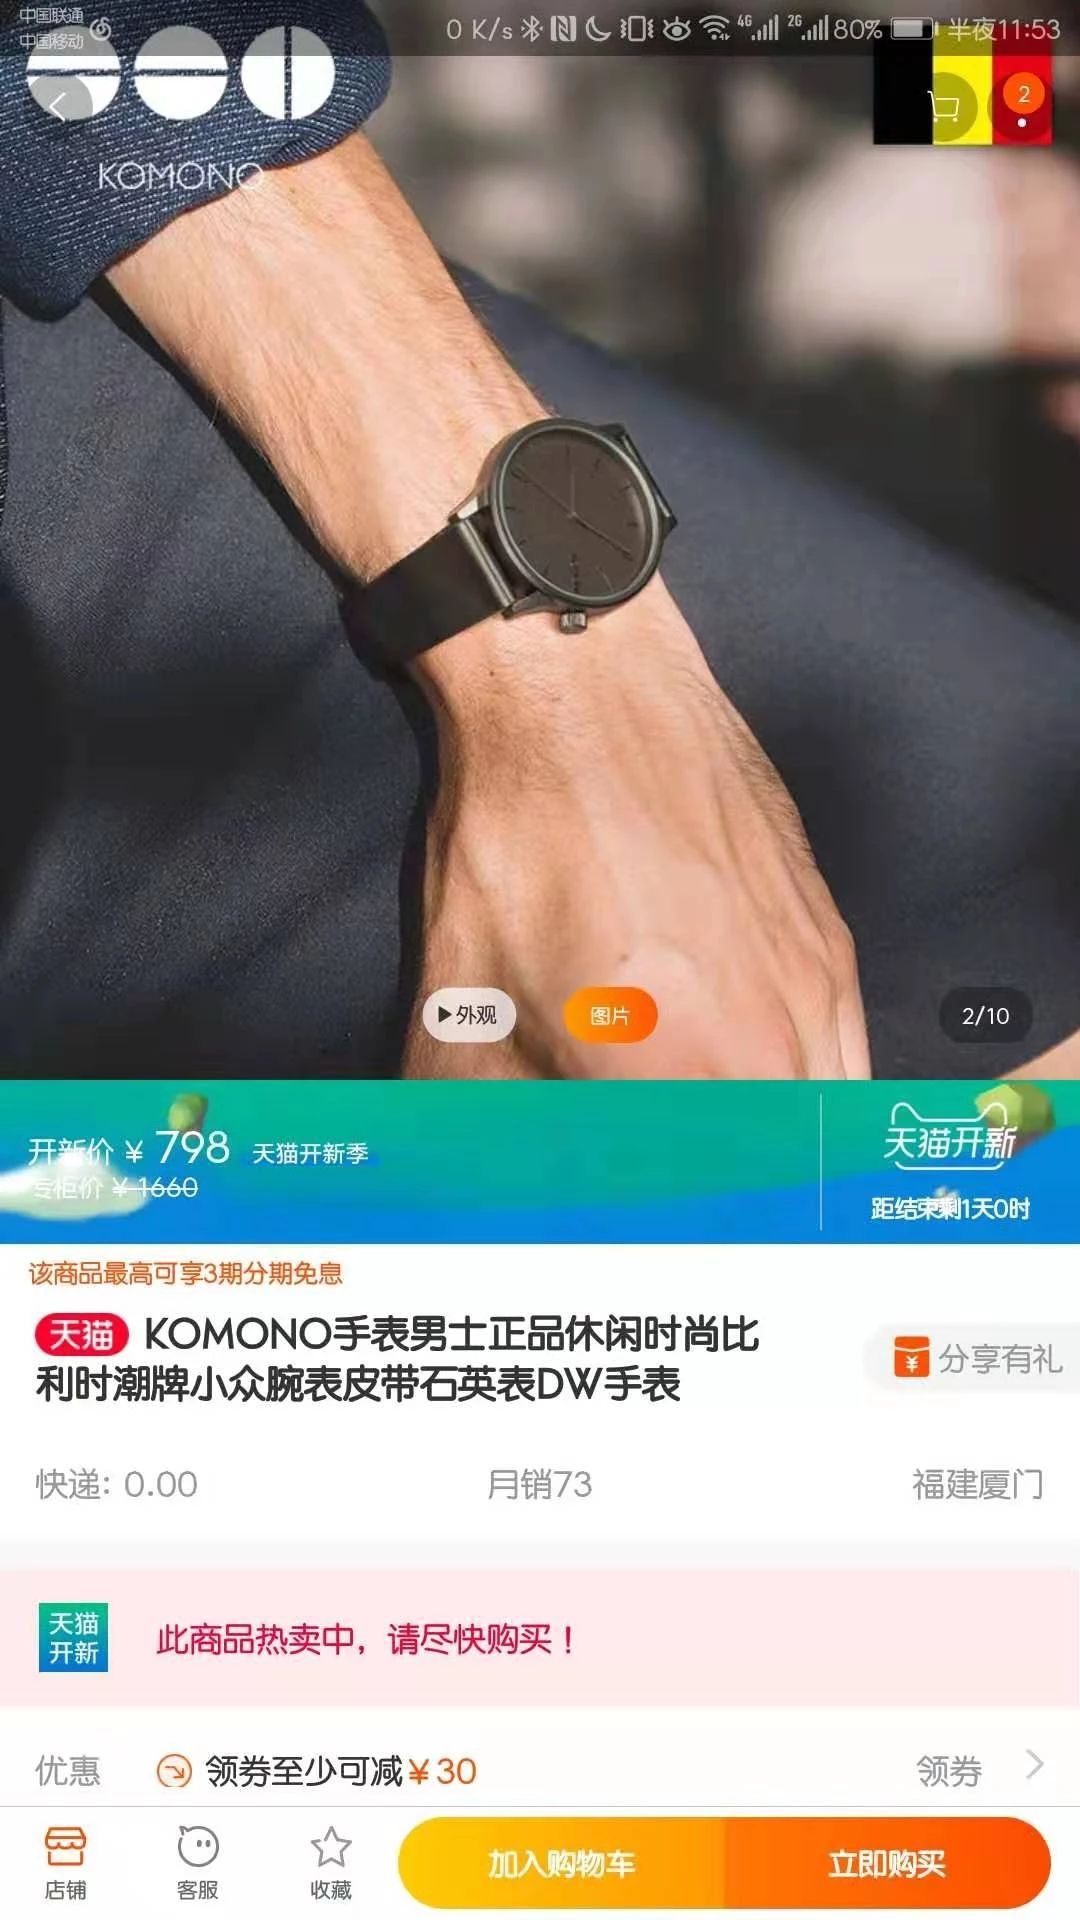 中国联通
中国移动
0 K/s 4G 2G 80% 半夜11:53
2
KOMONO
外观
图片
2/10
开新价 ¥ 798 天猫开新季
专柜价 ¥ 1660
天猫开新
距结束剩1天0时
该商品最高可享3期分期免息
天猫 KOMONO手表男士正品休闲时尚比
利时潮牌小众腕表皮带石英表DW手表
分享有礼
快递: 0.00 月销73 福建厦门
天猫
开新
此商品热卖中，请尽快购买！
优惠 领券至少可减¥30 领券
店铺 客服 收藏 加入购物车 立即购买